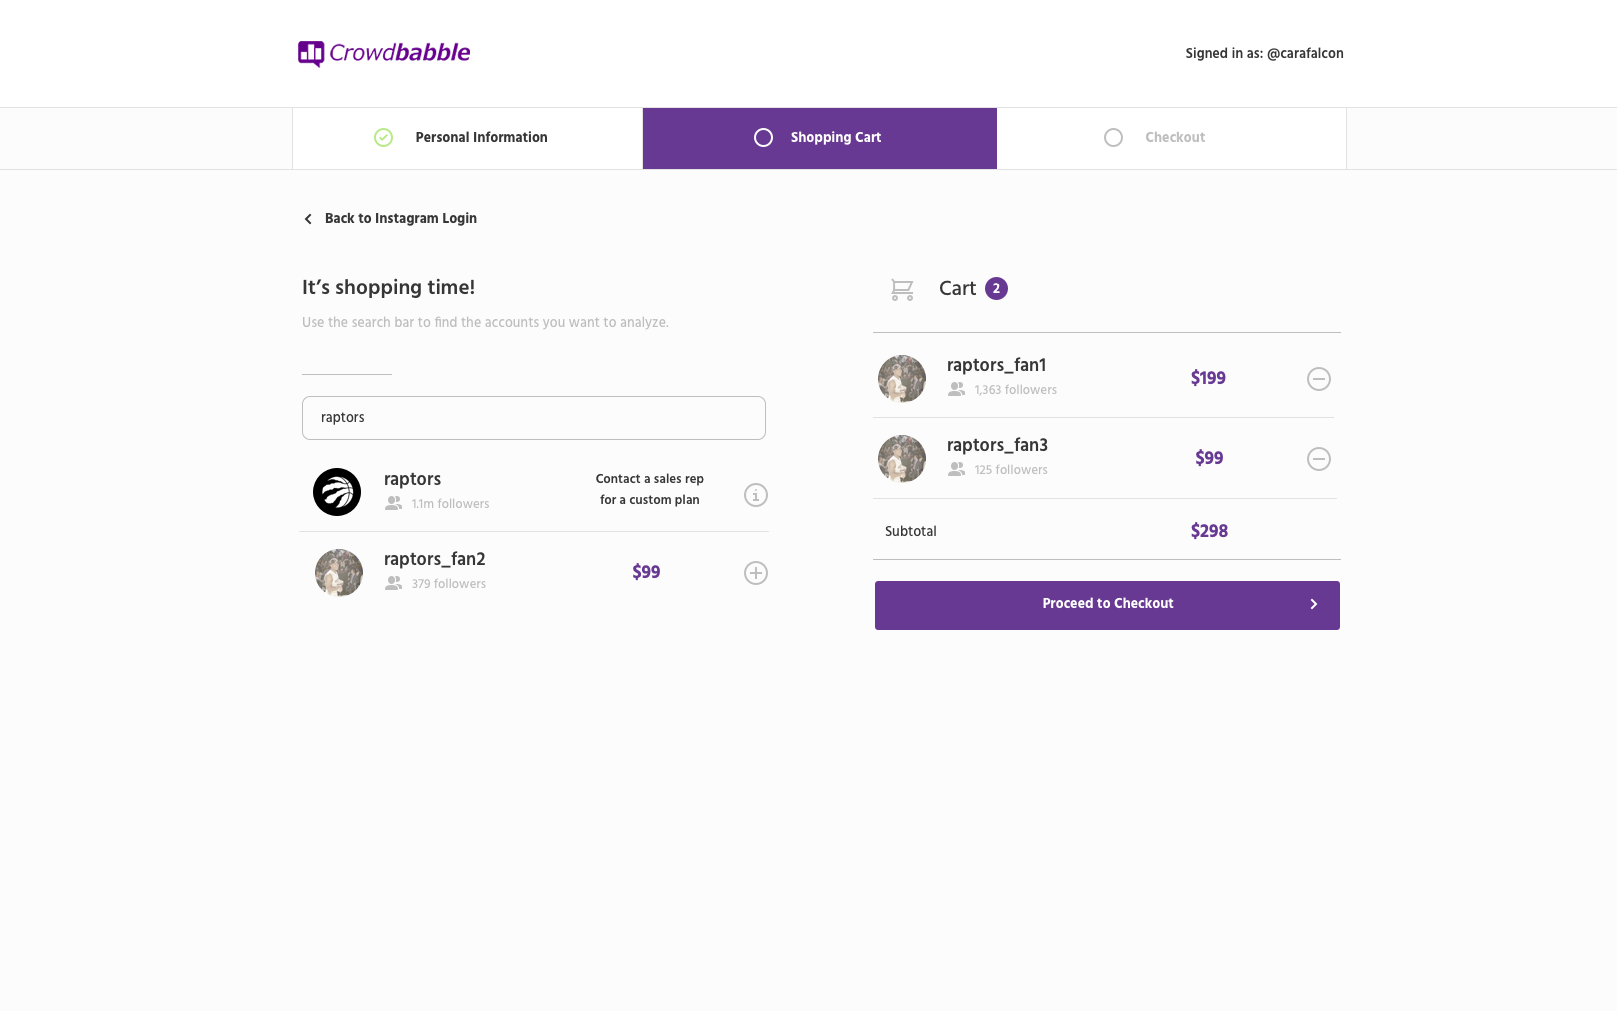 Crowdbabble
Signed in as: @carafalcon
Personal Information
Shopping Cart
Checkout
Back to Instagram Login
It’s shopping time!
Use the search bar to find the accounts you want to analyze.
raptors
raptors
1.1m followers
Contact a sales rep
for a custom plan
raptors_fan2
379 followers
$99
Cart 2
raptors_fan1
1,363 followers
$199
raptors_fan3
125 followers
$99
Subtotal
$298
Proceed to Checkout